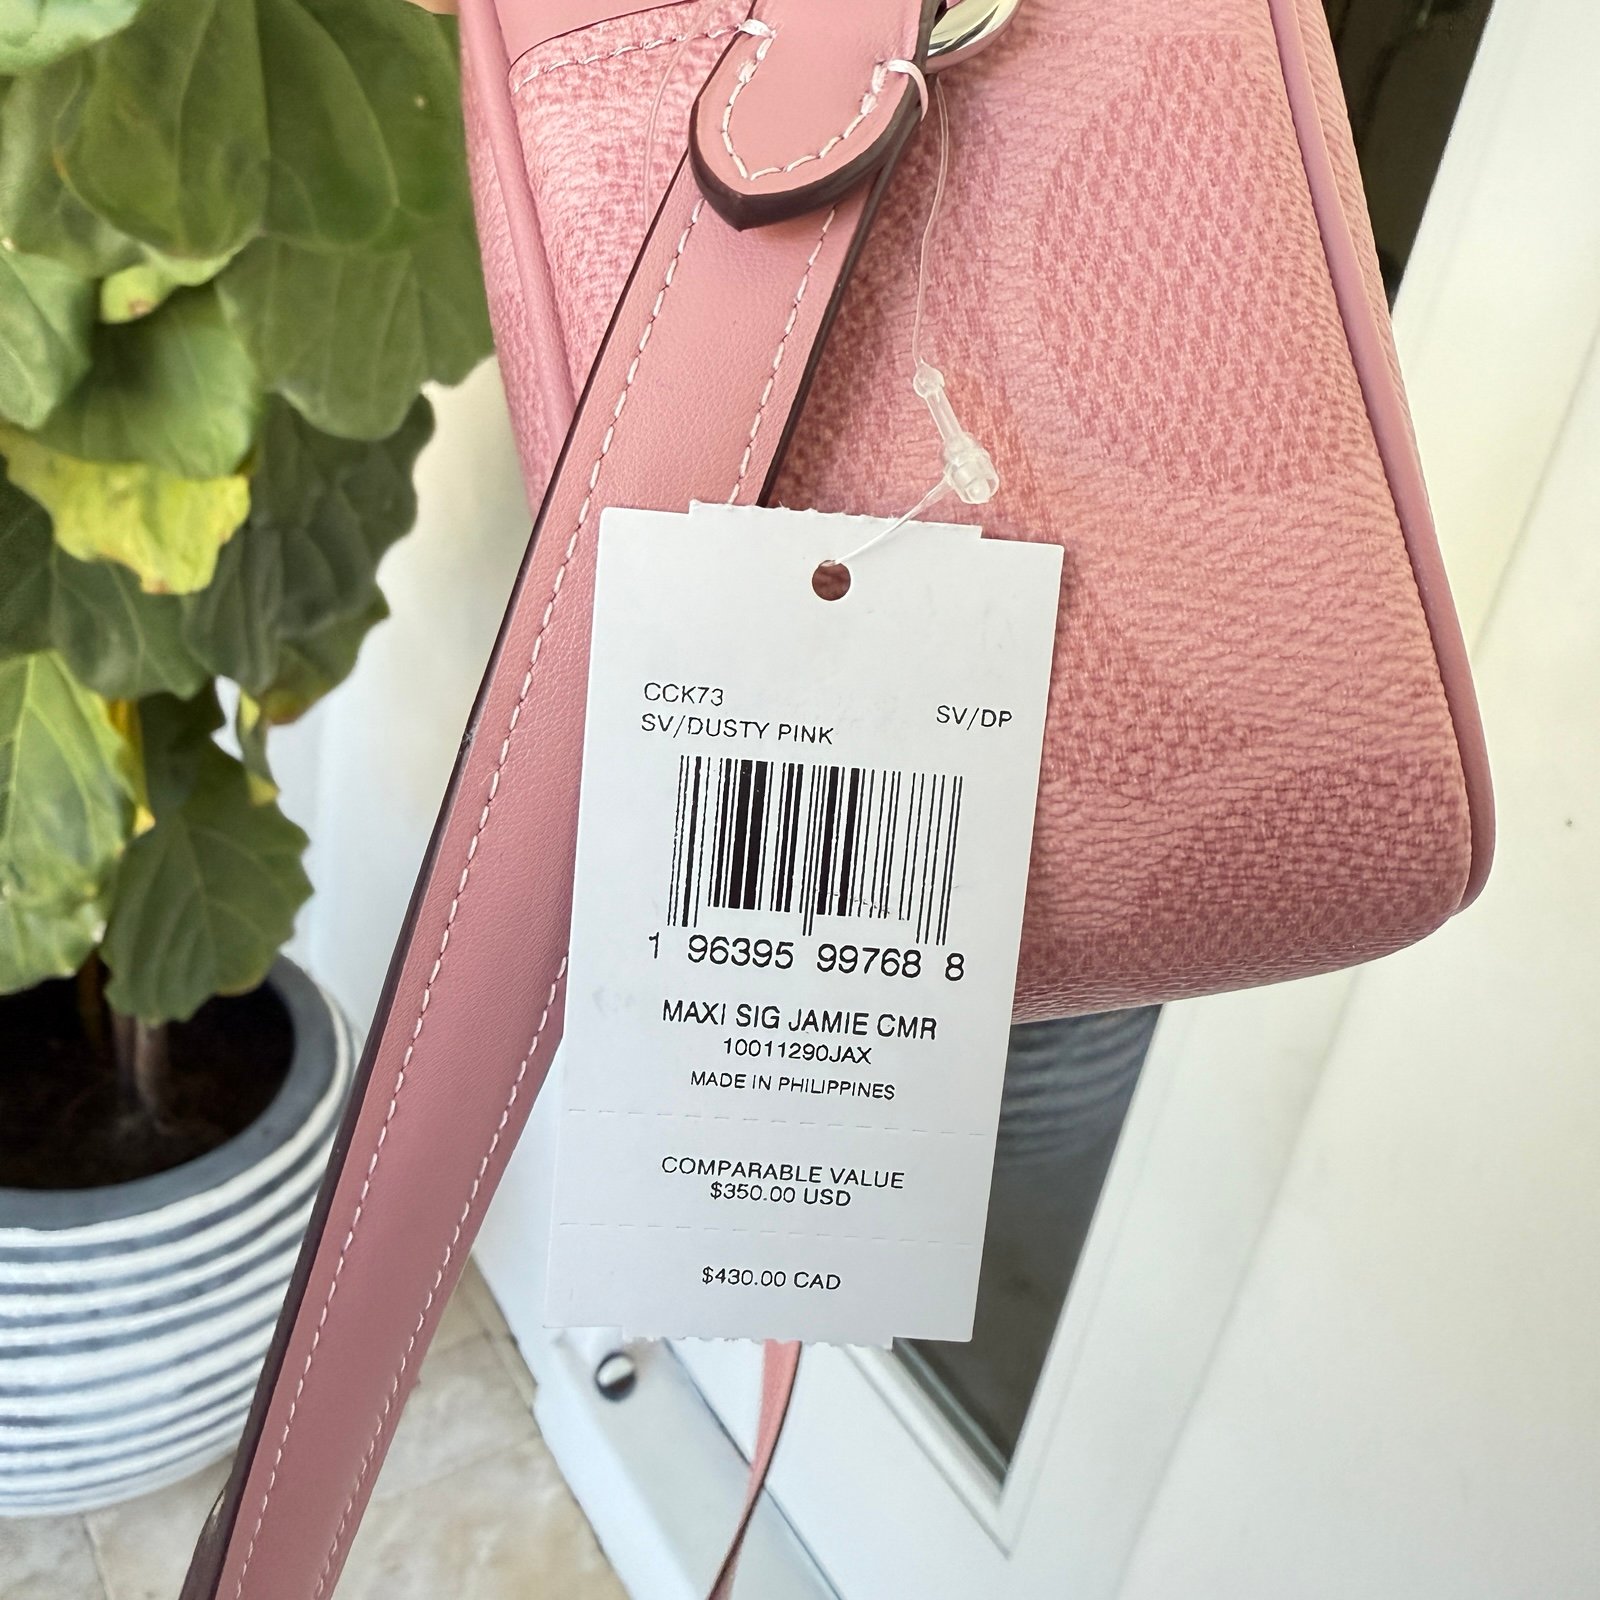 CCK73
SV/DUSTY PINK
SV/DP
1 96395 99768 8
MAXI SIG JAMIE CMR
10011290JAX
MADE IN PHILIPPINES
COMPARABLE VALUE
$350.00 USD
$430.00 CAD